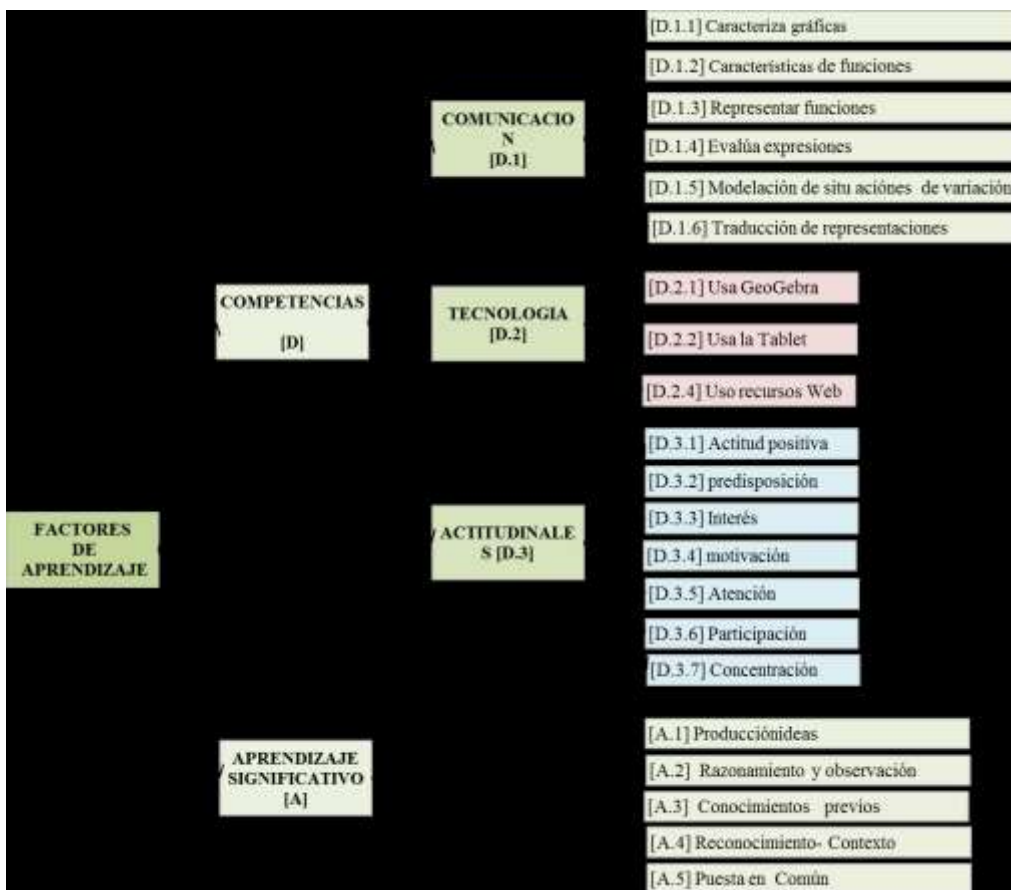 [D.1.1] Caracteriza gráficas
[D.1.2] Características de funciones
COMUNICACIO
N
[D.1]
[D.1.3] Representar funciones
[D.1.4] Evalúa expresiones
[D.1.5] Modelación de situ aciónes de variación
[D.1.6] Traducción de representaciones
COMPETENCIAS
[D]
TECNOLOGIA
[D.2]
[D.2.1] Usa GeoGebra
[D.2.2] Usa la Tablet
[D.2.4] Uso recursos Web
[D.3.1] Actitud positiva
[D.3.2] predisposición
FACTORES
DE
APRENDIZAJE
ACTITUDINALE
S [D.3]
[D.3.3] Interés
[D.3.4] motivación
[D.3.5] Atención
[D.3.6] Participación
[D.3.7] Concentración
APRENDIZAJE
SIGNIFICATIVO
[A]
[A.1] Producciónideas
[A.2] Razonamiento y observación
[A.3] Conocimientos previos
[A.4] Reconocimiento- Contexto
[A.5] Puesta en Común